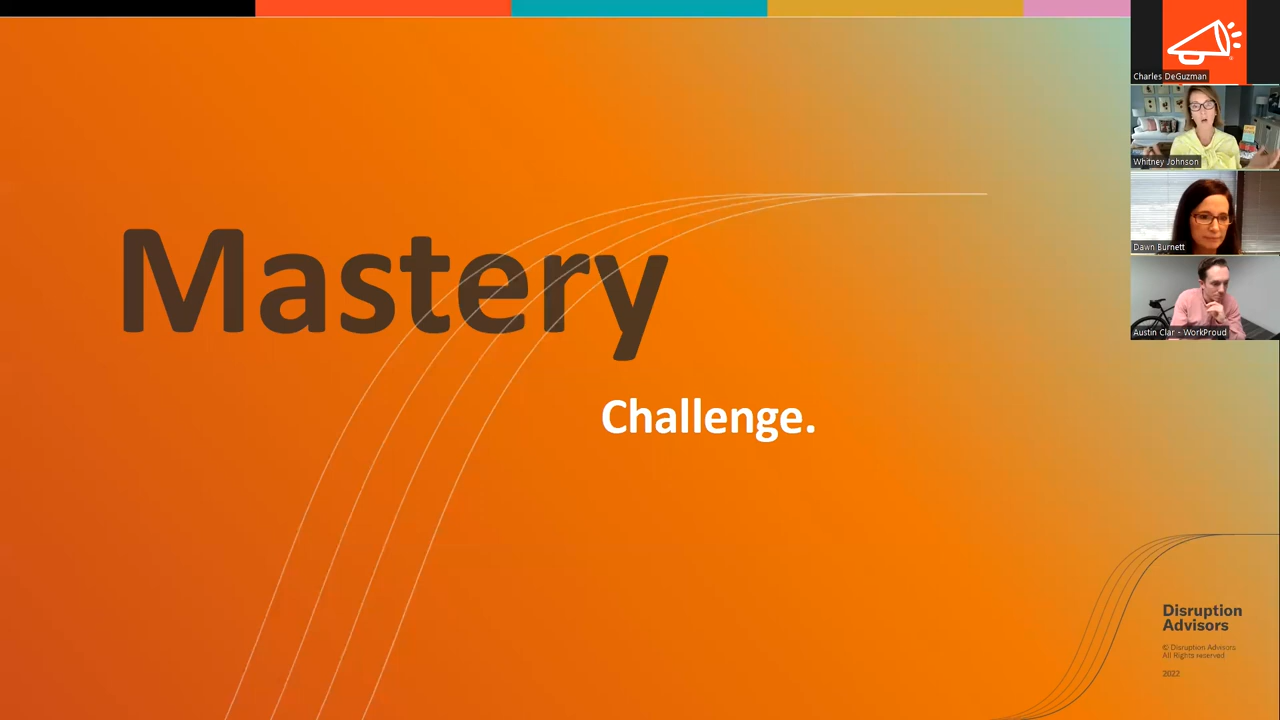 Mastery
Challenge.
Charles DeGuzman
Whitney Johnson
Dawn Burnett
Austin Clar - WorkProud
Disruption
Advisors
© Disruption Advisors
All Rights reserved
2022